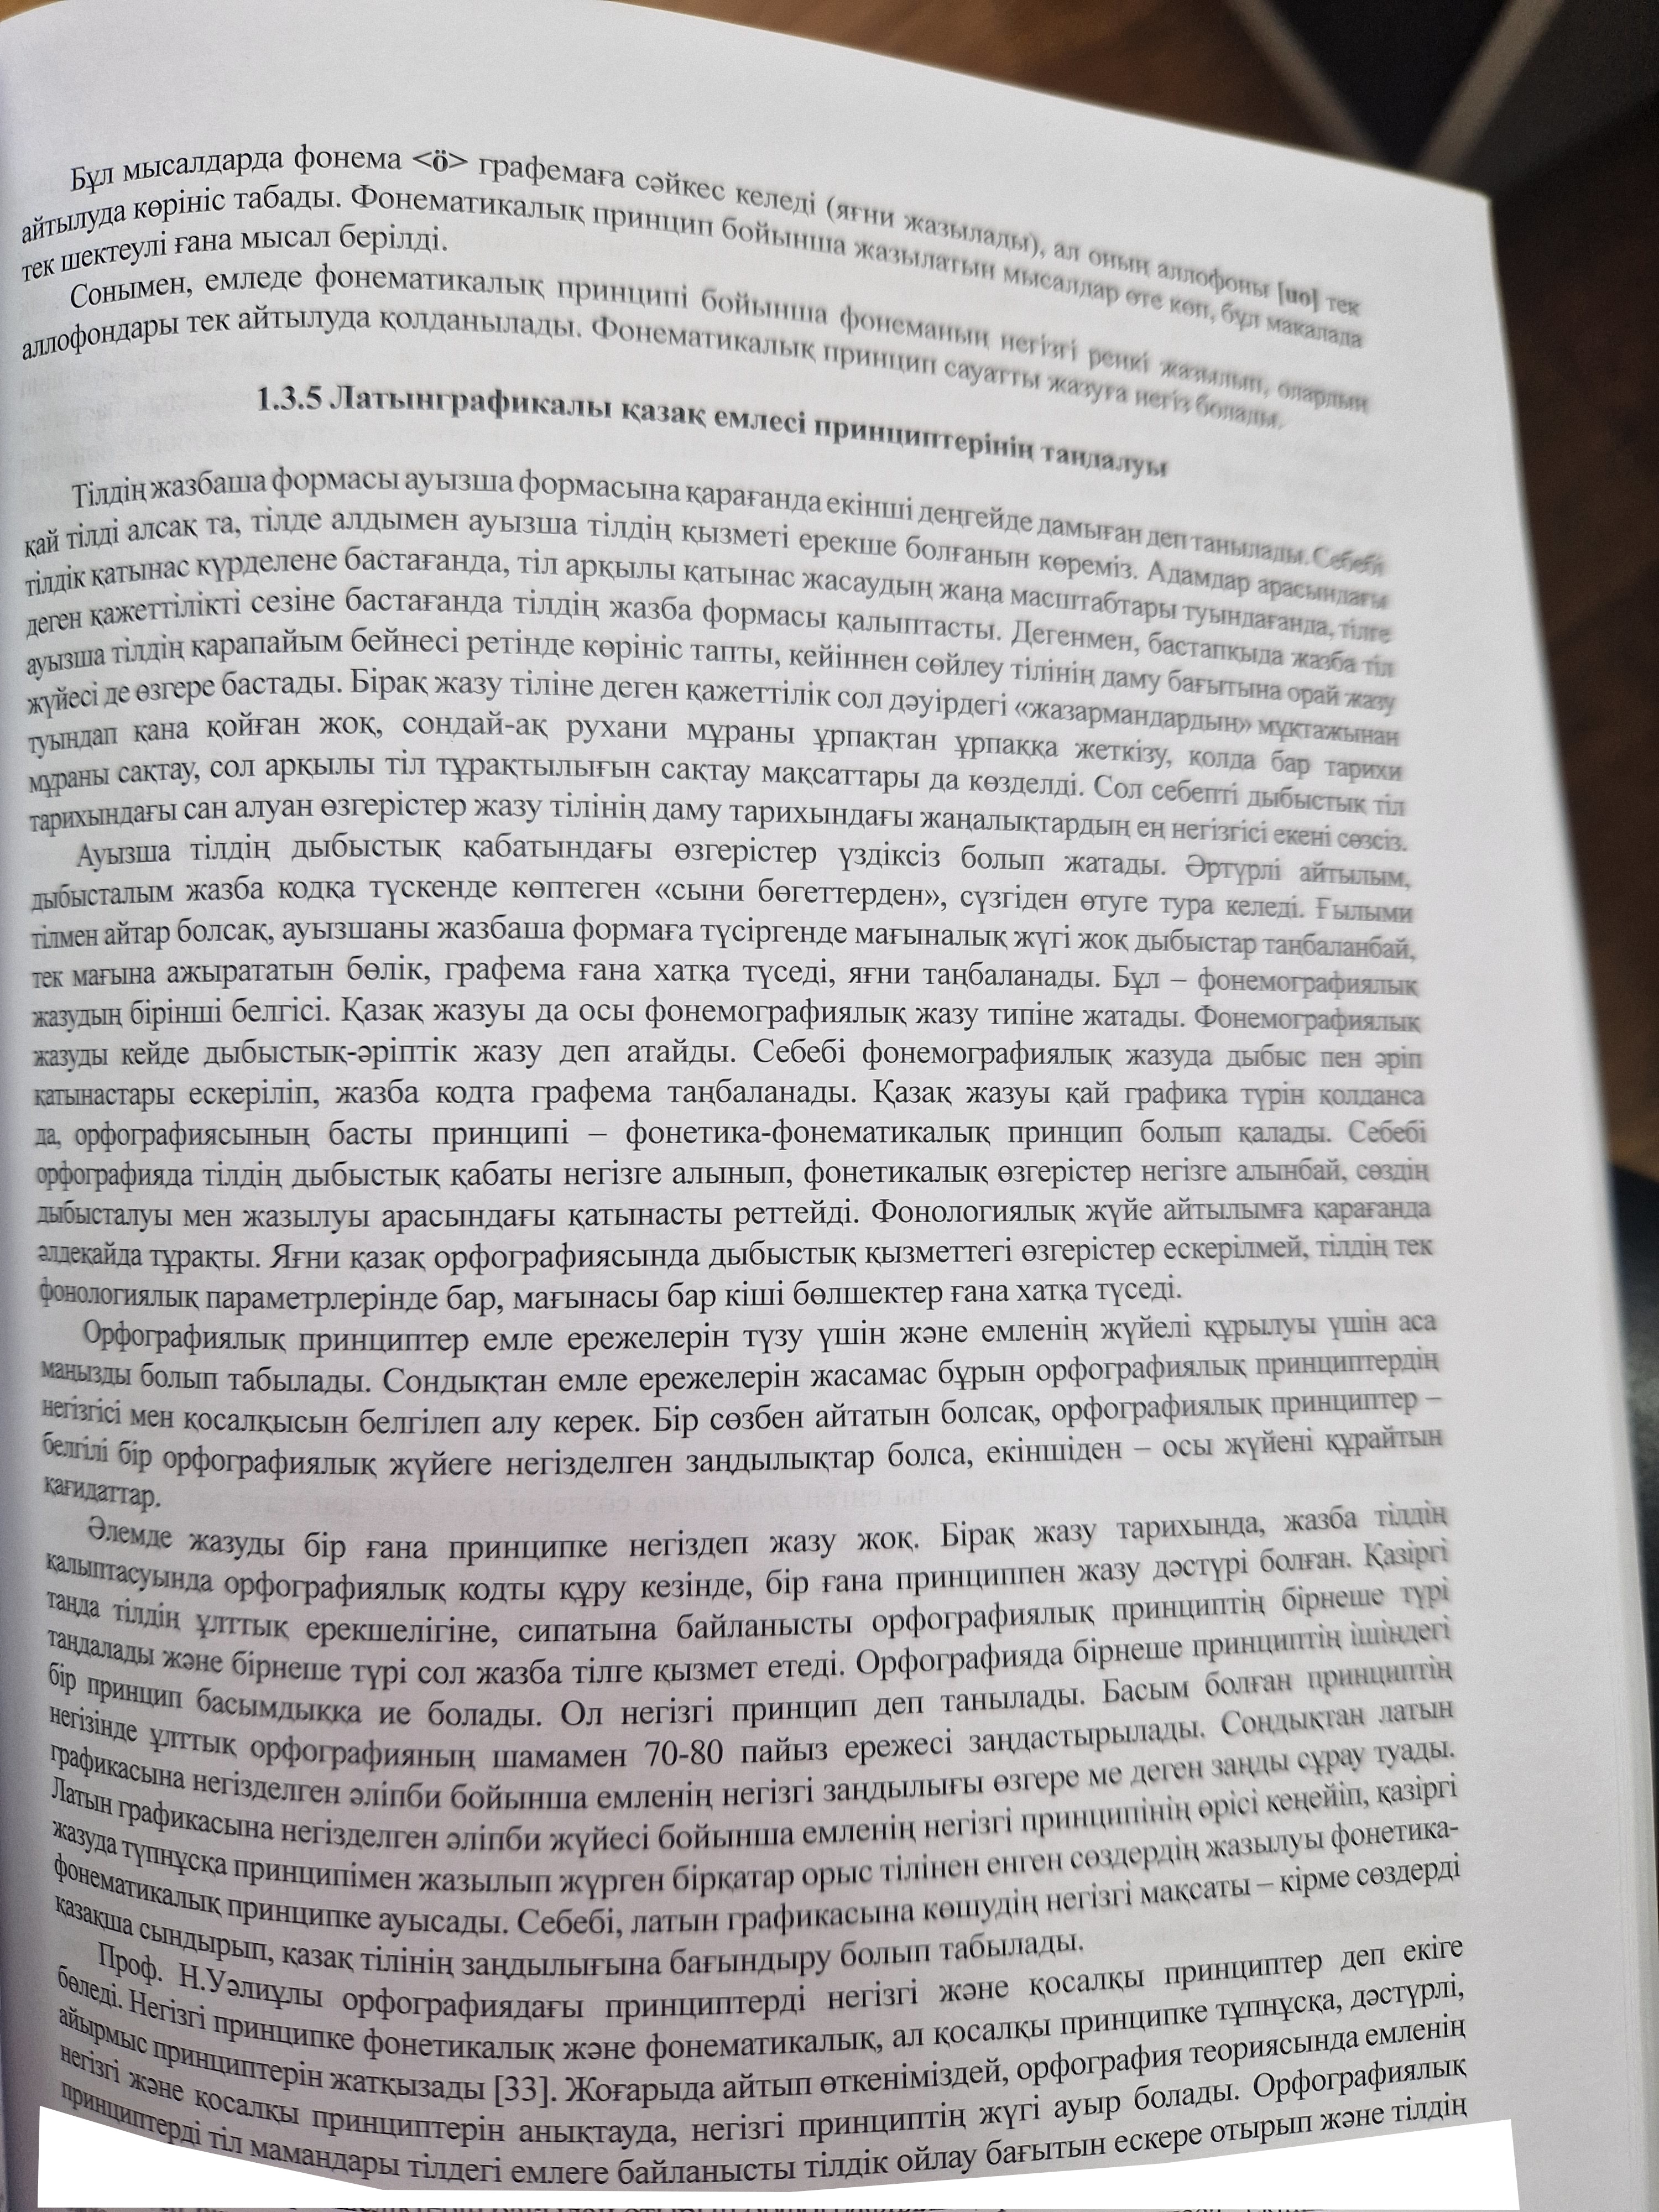 Бұл мысалдарда фонема <ӧ> графемаға сәйкес келеді (яғни жазылады), ал оның аллофоны [uo] тек
айтылуда көрініс табады. Фонематикалық принцип бойынша жазылатын мысалдар өте көп, бұл мақалада
тек шектеулі ғана мысал берілді.
Сонымен, емледе фонематикалық принципі бойынша фонеманың негізгі реңкі жазылып, олардың
аллофондары тек айтылуда қолданылады. Фонематикалық принцип сауатты жазуға негіз болады.
1.3.5 Латынграфикалы қазақ емлесі принциптерінің таңдалуы
Тілдің жазбаша формасы ауызша формасына қарағанда екінші деңгейде дамыған деп танылады. Себебі
қай тілді алсақ та, тілде алдымен ауызша тілдің қызметі ерекше болғанын көреміз. Адамдар арасындағы
тілдік қатынас күрделене бастағанда, тіл арқылы қатынас жасаудың жаңа масштабтары туындағанда, тілге
деген қажеттілікті сезіне бастағанда тілдің жазба формасы қалыптасты. Дегенмен, бастапқыда жазба тіл
ауызша тілдің қарапайым бейнесі ретінде көрініс тапты, кейіннен сөйлеу тілінің даму бағытына орай жазу
жүйесі де өзгере бастады. Бірақ жазу тіліне деген қажеттілік сол дәуірдегі «жазармандардың» мұқтажынан
туындап қана қойған жоқ, сондай-ақ рухани мұраны ұрпақтан ұрпаққа жеткізу, қолда бар тарихи
мұраны сақтау, сол арқылы тіл тұрақтылығын сақтау мақсаттары да көзделді. Сол себепті дыбыстық тіл
тарихындағы сан алуан өзгерістер жазу тілінің даму тарихындағы жаңалықтардың ең негізгісі екені сөзсіз.
Ауызша тілдің дыбыстық қабатындағы өзгерістер үздіксіз болып жатады. Әртүрлі айтылым,
дыбысталым жазба кодқа түскенде көптеген «сыни бөгеттерден», сүзгіден өтуге тура келеді. Ғылыми
тілмен айтар болсақ, ауызшаны жазбаша формаға түсіргенде мағыналық жүгі жоқ дыбыстар таңбаланбай,
тек мағына ажырататын бөлік, графема ғана хатқа түседі, яғни таңбаланады. Бұл – фонемографиялық
жазудың бірінші белгісі. Қазақ жазуы да осы фонемографиялық жазу типіне жатады. Фонемографиялық
жазуды кейде дыбыстық-әріптік жазу деп атайды. Себебі фонемографиялық жазуда дыбыс пен әріп
қатынастары ескеріліп, жазба кодта графема таңбаланады. Қазақ жазуы қай графика түрін қолданса
да, орфографиясының басты принципі – фонетика-фонематикалық принцип болып қалады. Себебі
орфографияда тілдің дыбыстық қабаты негізге алынып, фонетикалық өзгерістер негізге алынбай, сөздің
дыбысталуы мен жазылуы арасындағы қатынасты реттейді. Фонологиялық жүйе айтылымға қарағанда
әлдеқайда тұрақты. Яғни қазақ орфографиясында дыбыстық қызметтегі өзгерістер ескерілмей, тілдің тек
фонологиялық параметрлерінде бар, мағынасы бар кіші бөлшектер ғана хатқа түседі.
Орфографиялық принциптер емле ережелерін түзу үшін және емленің жүйелі құрылуы үшін аса
маңызды болып табылады. Сондықтан емле ережелерін жасамас бұрын орфографиялық принциптердің
негізгісі мен қосалқысын белгілеп алу керек. Бір сөзбен айтатын болсақ, орфографиялық принциптер –
белгілі бір орфографиялық жүйеге негізделген заңдылықтар болса, екіншіден – осы жүйені құрайтын
қағидаттар.
Әлемде жазуды бір ғана принципке негіздеп жазу жоқ. Бірақ жазу тарихында, жазба тілдің
қалыптасуында орфографиялық кодты құру кезінде, бір ғана принциппен жазу дәстүрі болған. Қазіргі
таңда тілдің ұлттық ерекшелігіне, сипатына байланысты орфографиялық принциптің бірнеше түрі
таңдалады және бірнеше түрі сол жазба тілге қызмет етеді. Орфографияда бірнеше принциптің ішіндегі
бір принцип басымдыққа ие болады. Ол негізгі принцип деп танылады. Басым болған принциптің
негізінде ұлттық орфографияның шамамен 70-80 пайыз ережесі заңдастырылады. Сондықтан латын
графикасына негізделген әліпби бойынша емленің негізгі заңдылығы өзгере ме деген заңды сұрау туады.
Латын графикасына негізделген әліпби жүйесі бойынша емленің негізгі принципінің өрісі кеңейіп, қазіргі
жазуда түпнұсқа принципімен жазылып жүрген бірқатар орыс тілінен енген сөздердің жазылуы фонетика-
фонематикалық принципке ауысады. Себебі, латын графикасына көшудің негізгі мақсаты – кірме сөздерді
қазақша сындырып, қазақ тілінің заңдылығына бағындыру болып табылады.
Проф. Н.Уәлиұлы орфографиядағы принциптерді негізгі және қосалқы принциптер деп екіге
бөледі. Негізгі принципке фонетикалық және фонематикалық, ал қосалқы принципке тұпнұсқа, дәстүрлі,
айырмыс принциптерін жатқызады [33]. Жоғарыда айтып өткеніміздей, орфография теориясында емленің
негізгі және қосалқы принциптерін анықтауда, негізгі принциптің жүгі ауыр болады. Орфографиялық
принциптерді тіл мамандары тілдегі емлеге байланысты тілдік ойлау бағытын ескере отырып және тілдің